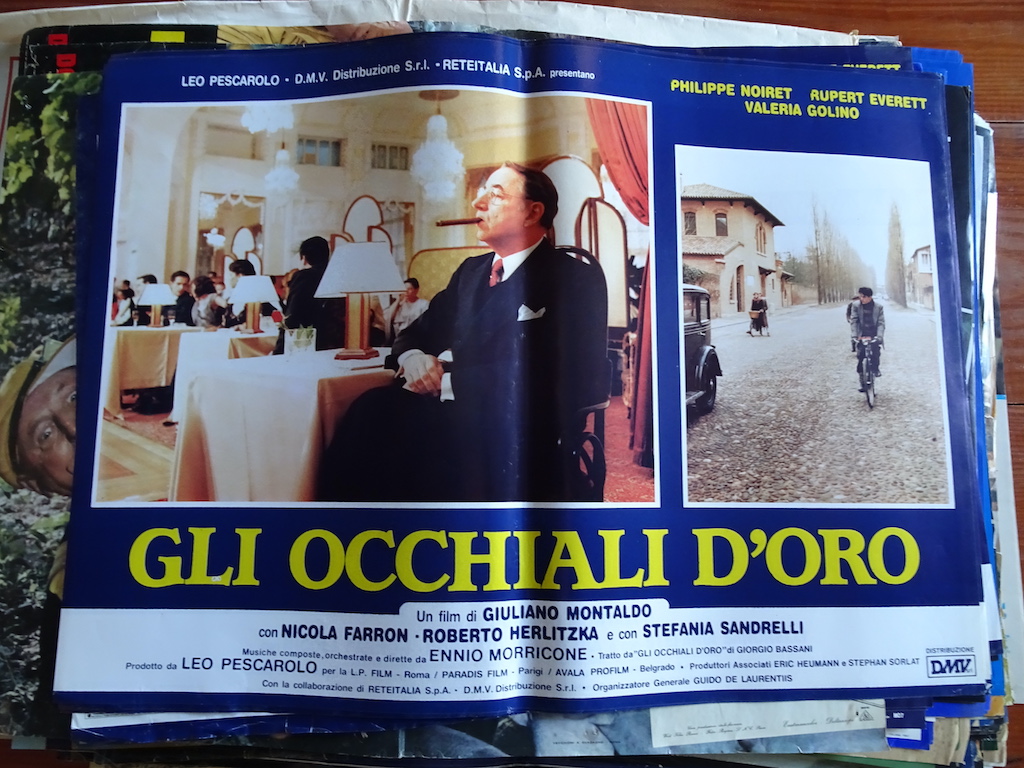 LEO PESCAROLO • D.M.V. Distribuzione S.r.l. • RETEITALIA S.p.A. presentano
PHILIPPE NOIRET RUPERT EVERETT
VALERIA GOLINO
EVERETT
GLI OCCHIALI D'ORO
Un film di GIULIANO MONTALDO
con NICOLA FARRON • ROBERTO HERLITZKA e con STEFANIA SANDRELLI
Musiche composte, orchestrate e dirette da ENNIO MORRICONE • Tratto da "GLI OCCHIALI D'ORO" di GIORGIO BASSANI
Prodotto da LEO PESCAROLO per la L.P. FILM - Roma / PARADIS FILM - Parigi / AVALA PROFILM - Belgrado • Produttori Associati ERIC HEUMANN e STEPHAN SORLAT
Con la collaborazione di RETEITALIA S.p.A. • D.M.V. Distribuzione S.r.l. • Organizzatore Generale GUIDO DE LAURENTIIS
DISTRIBUZIONE
DMV